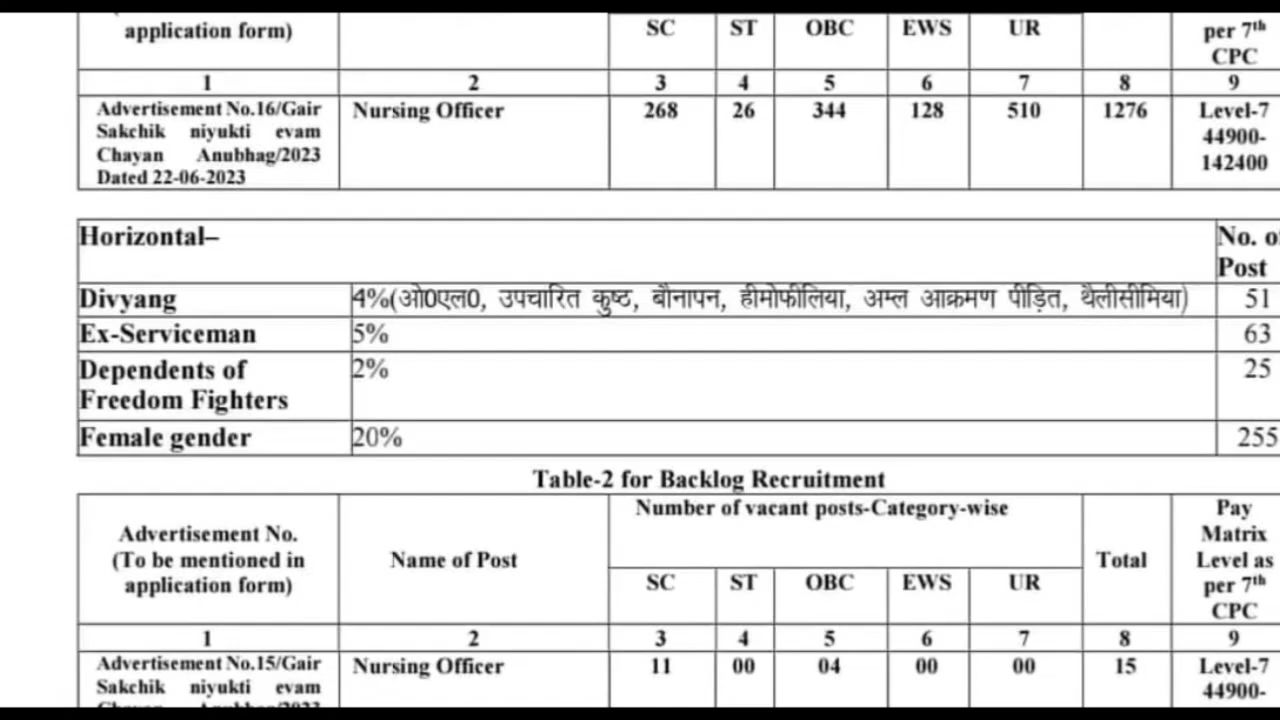 application form)
SC ST OBC EWS UR
per 7th
CPC
1 2 3 4 5 6 7 8 9
Advertisement No.16/Gair Nursing Officer 268 26 344 128 510 1276 Level-7
Sakchik niyukti evam 44900-
Chayan Anubhag/2023 142400
Dated 22-06-2023
Horizontal– No. of
Post
Divyang 4%(ओ0एल0, उपचारित कुष्ठ, बौनापन, हीमोफीलिया, अम्ल आक्रमण पीड़ित, थैलीसीमिया) 51
Ex-Serviceman 5% 63
Dependents of 2% 25
Freedom Fighters
Female gender 20% 255
Table-2 for Backlog Recruitment
Advertisement No.
(To be mentioned in
application form)
Name of Post
Number of vacant posts-Category-wise
SC ST OBC EWS UR
Total
Pay
Matrix
Level as
per 7th
CPC
1 2 3 4 5 6 7 8 9
Advertisement No.15/Gair Nursing Officer 11 00 04 00 00 15 Level-7
Sakchik niyukti evam 44900-